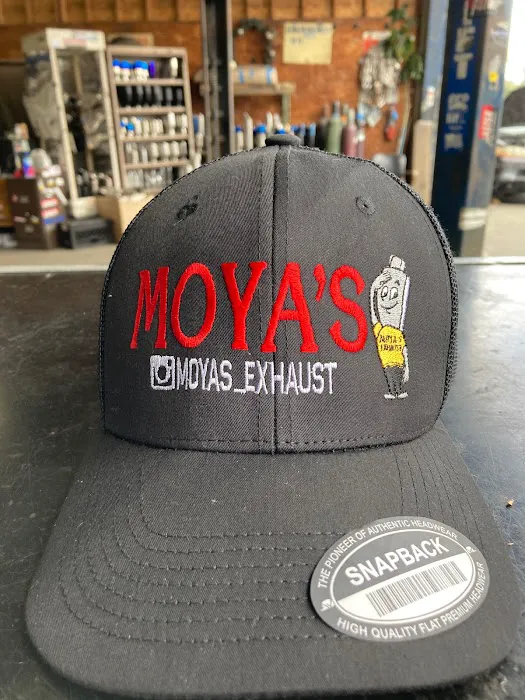 MOYA'S
MOYAS_EXHAUST
MOYA'S
EXHAUST
THE PIONEER OF AUTHENTIC HEADWEAR
SNAPBACK
HIGH QUALITY FLAT PREMIUM HEADWEAR